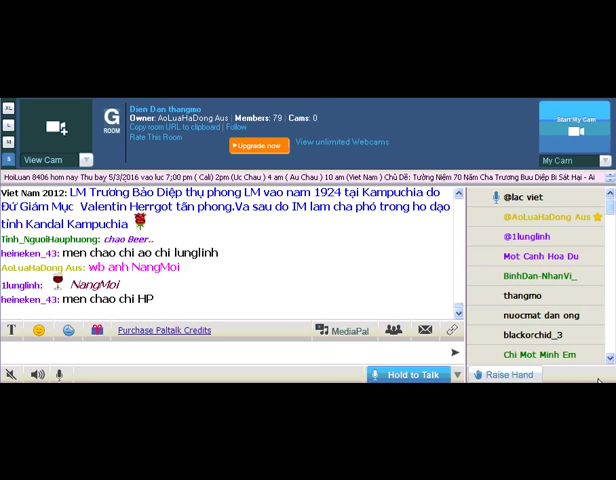 XL
L
M
S
View Cam
G
ROOM
Dien Dan thangmo
Owner: AoLuaHaDong Aus | Members: 79 | Cams: 0
Copy room URL to clipboard | Follow
Rate This Room
Upgrade now
View unlimited Webcams
Start My Cam
My Cam
HoiLuan 8406 hom nay Thu bay 5/3/2016 vao luc 7;00 pm ( Cali) 2pm (Uc Chau ) 4 am ( Au Chau ) 10 am (Viet Nam ) Chủ Đề: Tưởng Niệm 70 Năm Cha Trương Bưu Diệp Bi Sát Hại - Ai
Viet Nam 2012: LM Trương Bảo Diệp thụ phong LM vao nam 1924 tại Kampuchia do
Đứ Giám Mục Valentin Herrgot tấn phong.Va sau do IM lam cha phó trong ho dạo
tỉnh Kandal Kampuchia
Tinh_NguoiHauphuong: chao Beer..
heineken_43: men chao chi ao chi lunglinh
AoLuaHaDong Aus: wb anh NangMoi
1lunglinh: NangMoi
heineken_43: men chao chi HP
@lac viet
@AoLuaHaDong Aus
@1lunglinh
Mot Canh Hoa Du
BinhDan-NhanVi_
thangmo
nuocmat dan ong
blackorchid_3
Chi Mot Minh Em
T
Purchase Paltalk Credits
MediaPal
Hold to Talk
Raise Hand